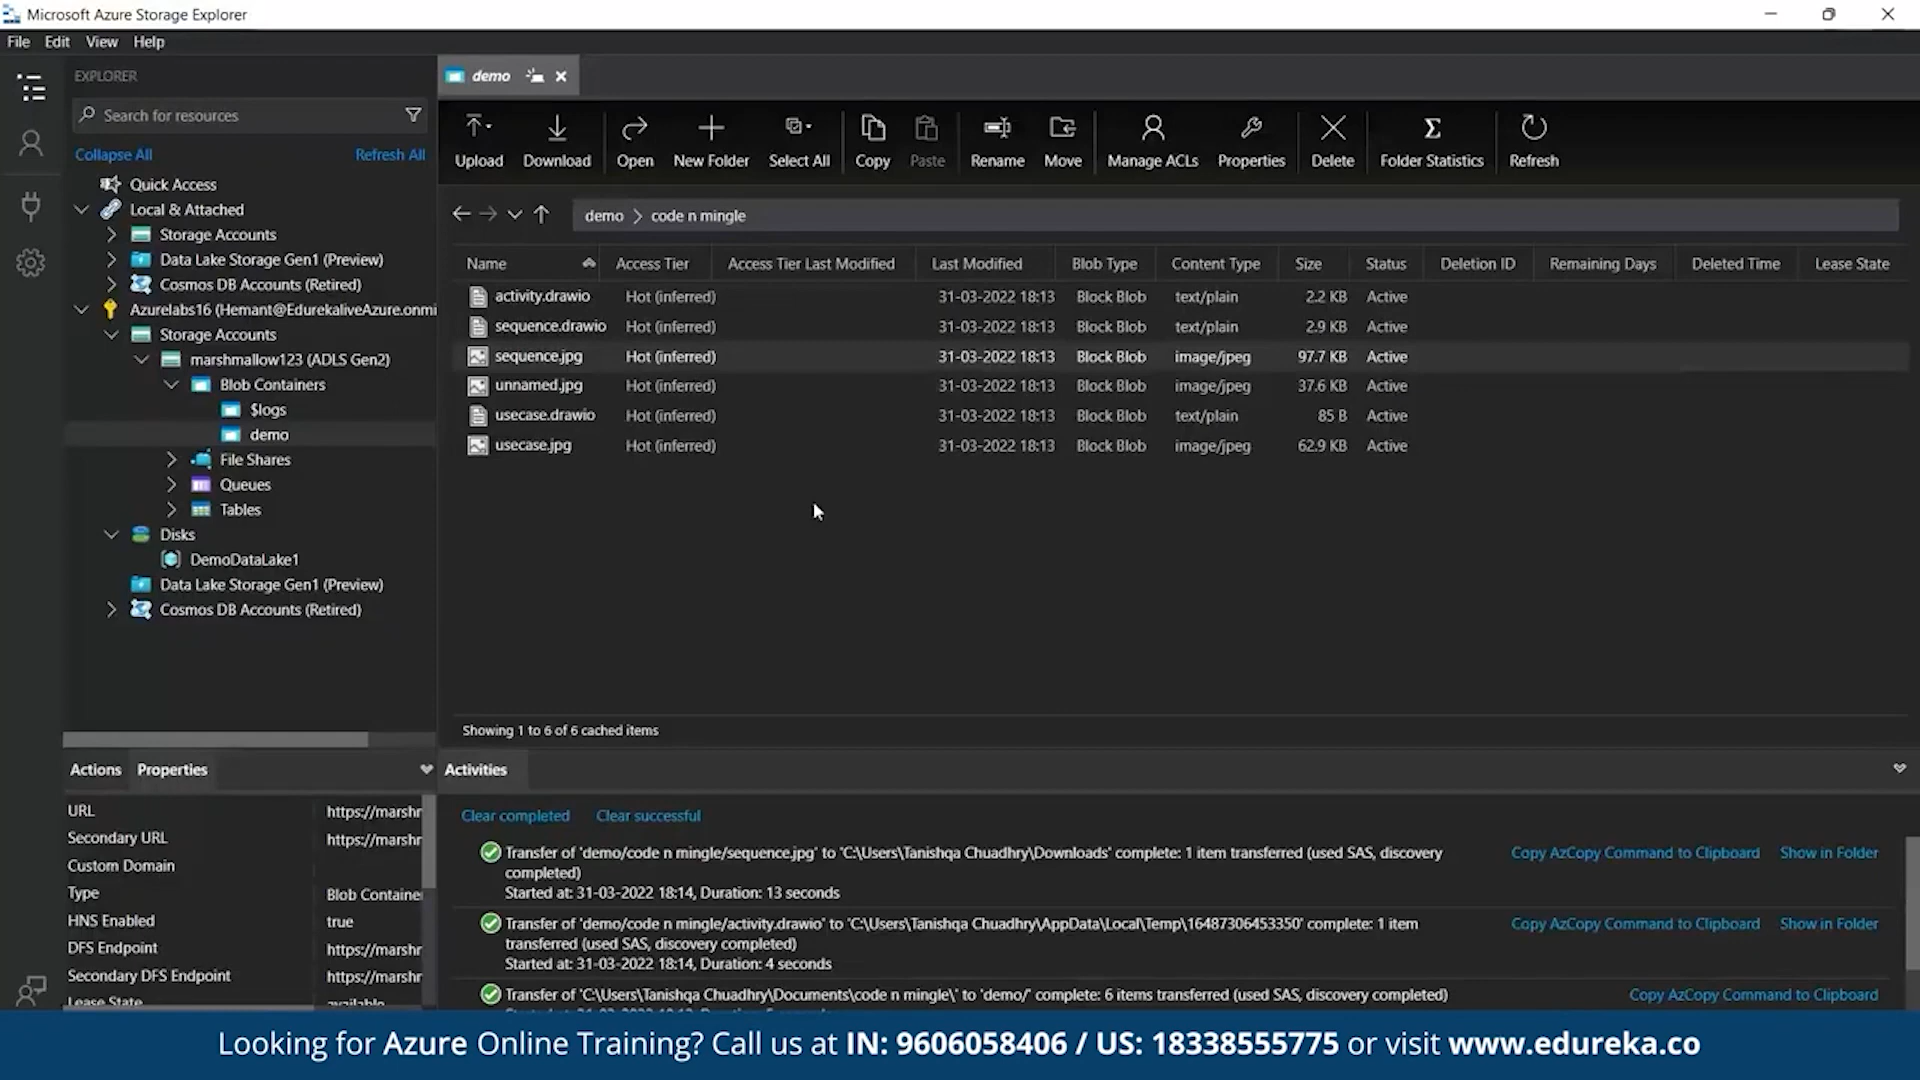 Microsoft Azure Storage Explorer
File Edit View Help
EXPLORER
Search for resources
Collapse All Refresh All
Quick Access
Local & Attached
Storage Accounts
Data Lake Storage Gen1 (Preview)
Cosmos DB Accounts (Retired)
Azurelabs16 (Hemant@EdurekaliveAzure.onmi
Storage Accounts
marshmallow123 (ADLS Gen2)
Blob Containers
$logs
demo
File Shares
Queues
Tables
Disks
DemoDataLake1
Data Lake Storage Gen1 (Preview)
Cosmos DB Accounts (Retired)
demo
Upload Download Open New Folder Select All Copy Paste Rename Move Manage ACLs Properties Delete Folder Statistics Refresh
demo > code n mingle
Name Access Tier Access Tier Last Modified Last Modified Blob Type Content Type Size Status Deletion ID Remaining Days Deleted Time Lease State
activity.drawio Hot (inferred) 31-03-2022 18:13 Block Blob text/plain 2.2 KB Active
sequence.drawio Hot (inferred) 31-03-2022 18:13 Block Blob text/plain 2.9 KB Active
sequence.jpg Hot (inferred) 31-03-2022 18:13 Block Blob image/jpeg 97.7 KB Active
unnamed.jpg Hot (inferred) 31-03-2022 18:13 Block Blob image/jpeg 37.6 KB Active
usecase.drawio Hot (inferred) 31-03-2022 18:13 Block Blob text/plain 85 B Active
usecase.jpg Hot (inferred) 31-03-2022 18:13 Block Blob image/jpeg 62.9 KB Active
Showing 1 to 6 of 6 cached items
Actions Properties
URL https://marshr
Secondary URL https://marshr
Custom Domain
Type Blob Containe
HNS Enabled true
DFS Endpoint https://marshr
Secondary DFS Endpoint https://marshr
Lease State available
Activities
Clear completed Clear successful
Transfer of 'demo/code n mingle/sequence.jpg' to 'C:\Users\Tanishqa Chuadhry\Downloads' complete: 1 item transferred (used SAS, discovery Copy AzCopy Command to Clipboard Show in Folder
completed)
Started at: 31-03-2022 18:14, Duration: 13 seconds
Transfer of 'demo/code n mingle/activity.drawio' to 'C:\Users\Tanishqa Chuadhry\AppData\Local\Temp\16487306453350' complete: 1 item Copy AzCopy Command to Clipboard Show in Folder
transferred (used SAS, discovery completed)
Started at: 31-03-2022 18:14, Duration: 4 seconds
Transfer of 'C:\Users\Tanishqa Chuadhry\Documents\code n mingle\' to 'demo/' complete: 6 items transferred (used SAS, discovery completed) Copy AzCopy Command to Clipboard
Looking for Azure Online Training? Call us at IN: 9606058406 / US: 18338555775 or visit www.edureka.co